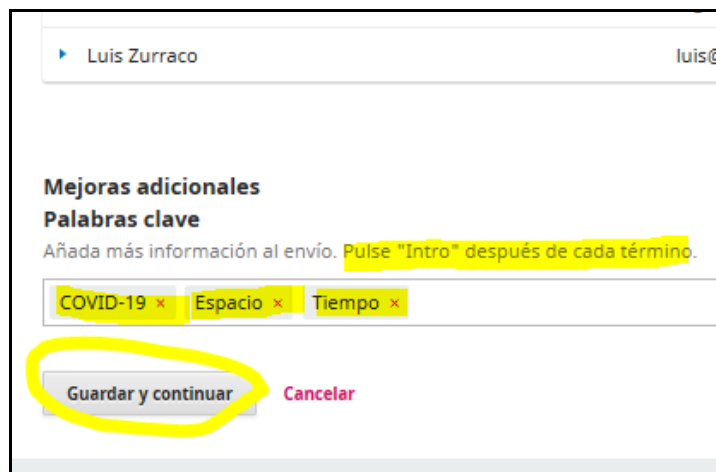 Luis Zurraco luis@
Mejoras adicionales
Palabras clave
Añada más información al envío. Pulse "Intro" después de cada término.
COVID-19 × Espacio × Tiempo ×
Guardar y continuar Cancelar